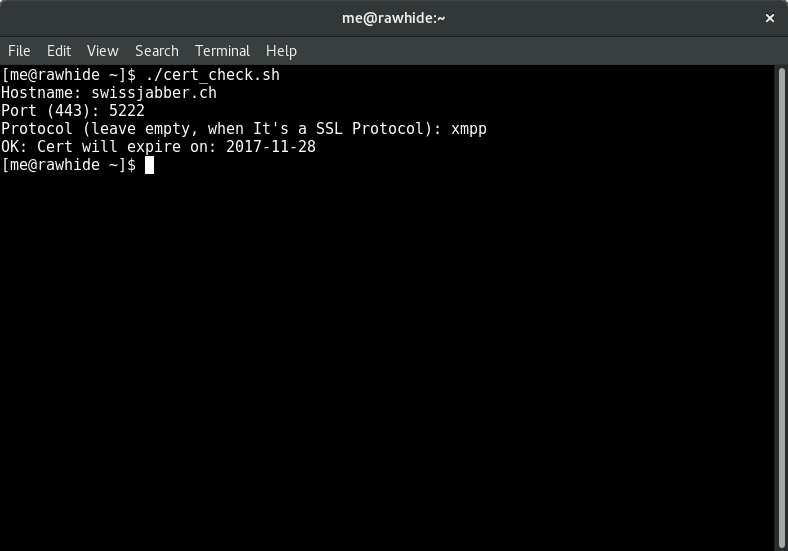 me@rawhide:~
File Edit View Search Terminal Help
[me@rawhide ~]$ ./cert_check.sh
Hostname: swissjabber.ch
Port (443): 5222
Protocol (leave empty, when It's a SSL Protocol): xmpp
OK: Cert will expire on: 2017-11-28
[me@rawhide ~]$